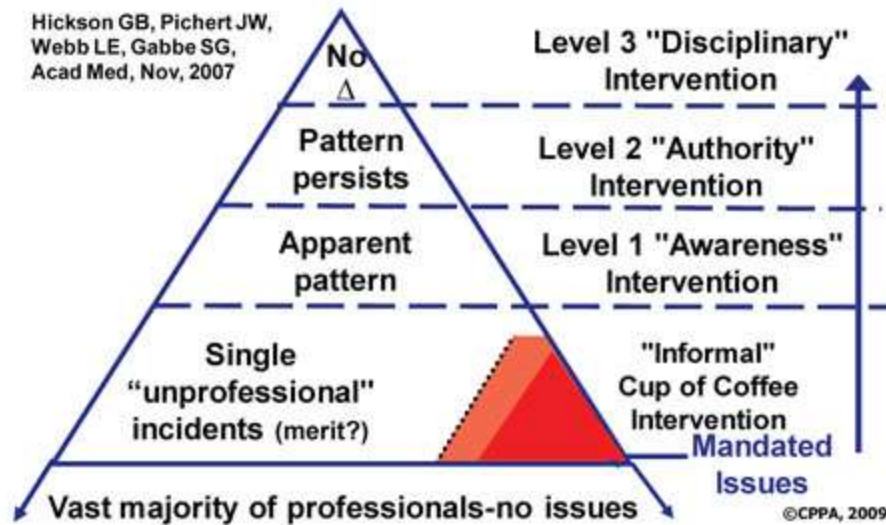 Hickson GB, Pichert JW,
Webb LE, Gabbe SG,
Acad Med, Nov, 2007
No
Δ
Level 3 "Disciplinary"
Intervention
Pattern
persists
Level 2 "Authority"
Intervention
Apparent
pattern
Level 1 "Awareness"
Intervention
Single
“unprofessional"
incidents (merit?)
"Informal"
Cup of Coffee
Intervention
Mandated
Issues
Vast majority of professionals-no issues
©CPPA, 2009